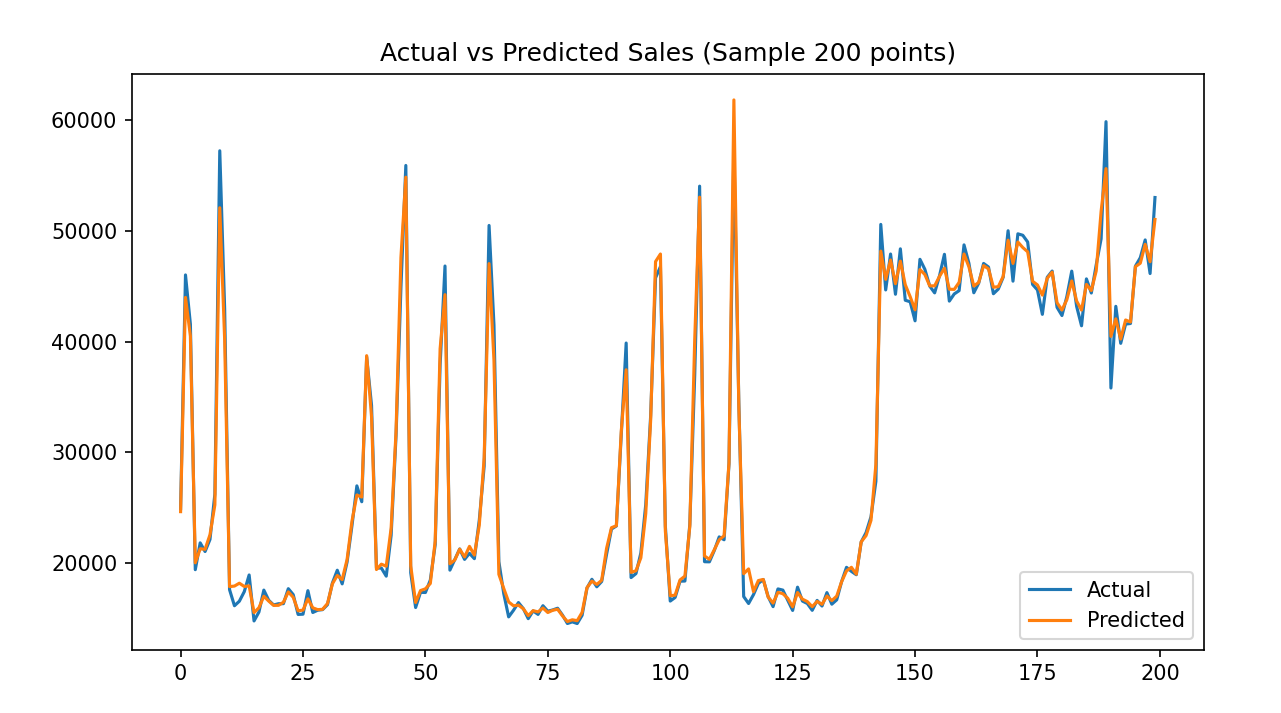 Actual vs Predicted Sales (Sample 200 points)
60000
50000
40000
30000
20000
0 25 50 75 100 125 150 175 200
Actual
Predicted